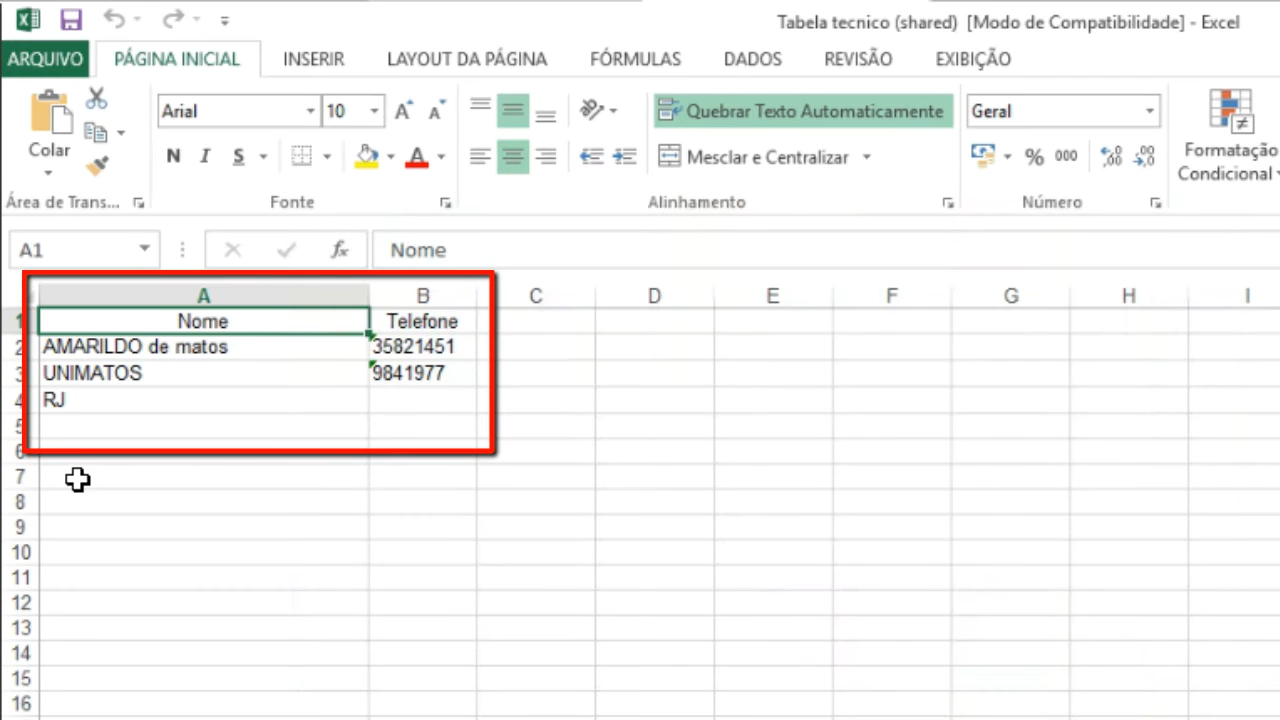 Tabela tecnico (shared) [Modo de Compatibilidade] - Excel
ARQUIVO PÁGINA INICIAL INSERIR LAYOUT DA PÁGINA FÓRMULAS DADOS REVISÃO EXIBIÇÃO
Arial 10 Quebrar Texto Automaticamente Geral
Colar N I S A Mesclar e Centralizar % 000 Formatação Condicional
Área de Trans... Fonte Alinhamento Número
A1 fx Nome
A B C D E F G H I
1 Nome Telefone
2 AMARILDO de matos 35821451
3 UNIMATOS 9841977
4 RJ
5
6
7
8
9
10
11
12
13
14
15
16